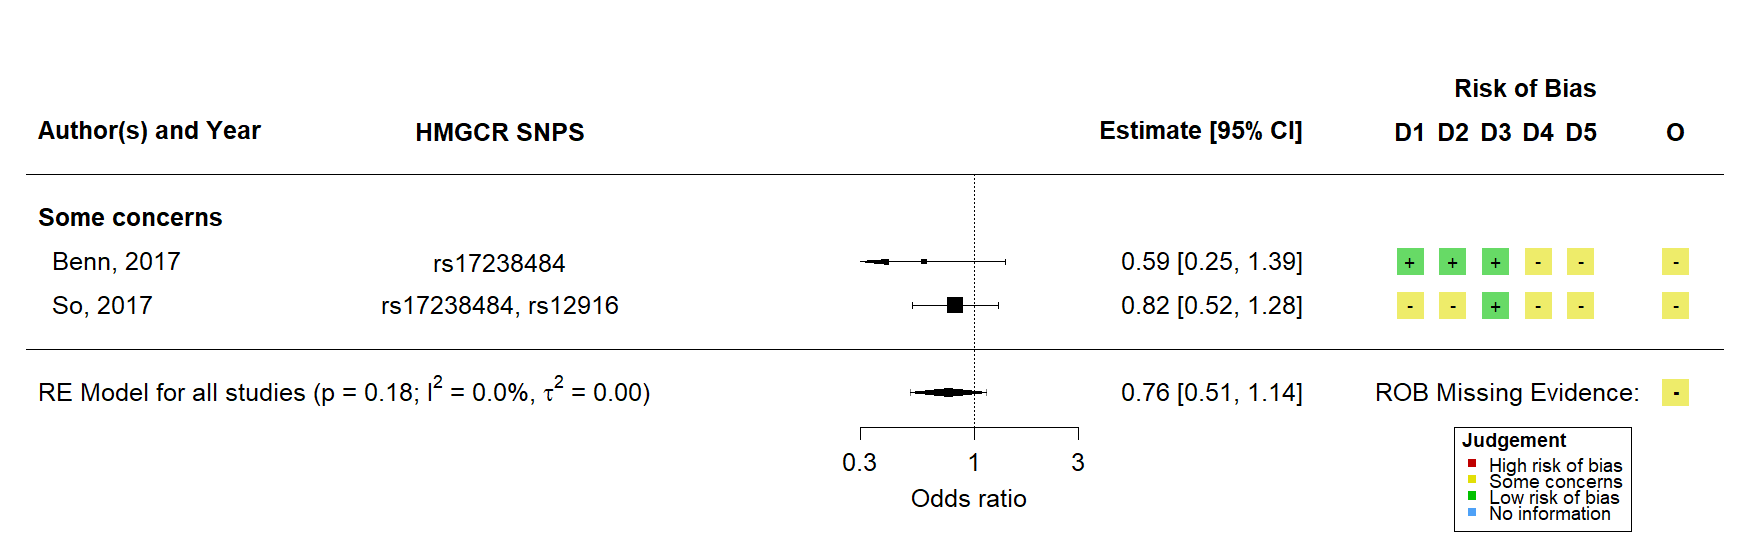 Risk of Bias
Author(s) and Year HMGCR SNPS Estimate [95% CI] D1 D2 D3 D4 D5 O
Some concerns
Benn, 2017 rs17238484 0.59 [0.25, 1.39] + + + - - -
So, 2017 rs17238484, rs12916 0.82 [0.52, 1.28] - - + - - -
RE Model for all studies (p = 0.18; I² = 0.0%, τ² = 0.00) 0.76 [0.51, 1.14] ROB Missing Evidence: -
0.3 1 3
Odds ratio
Judgement
High risk of bias
Some concerns
Low risk of bias
No information